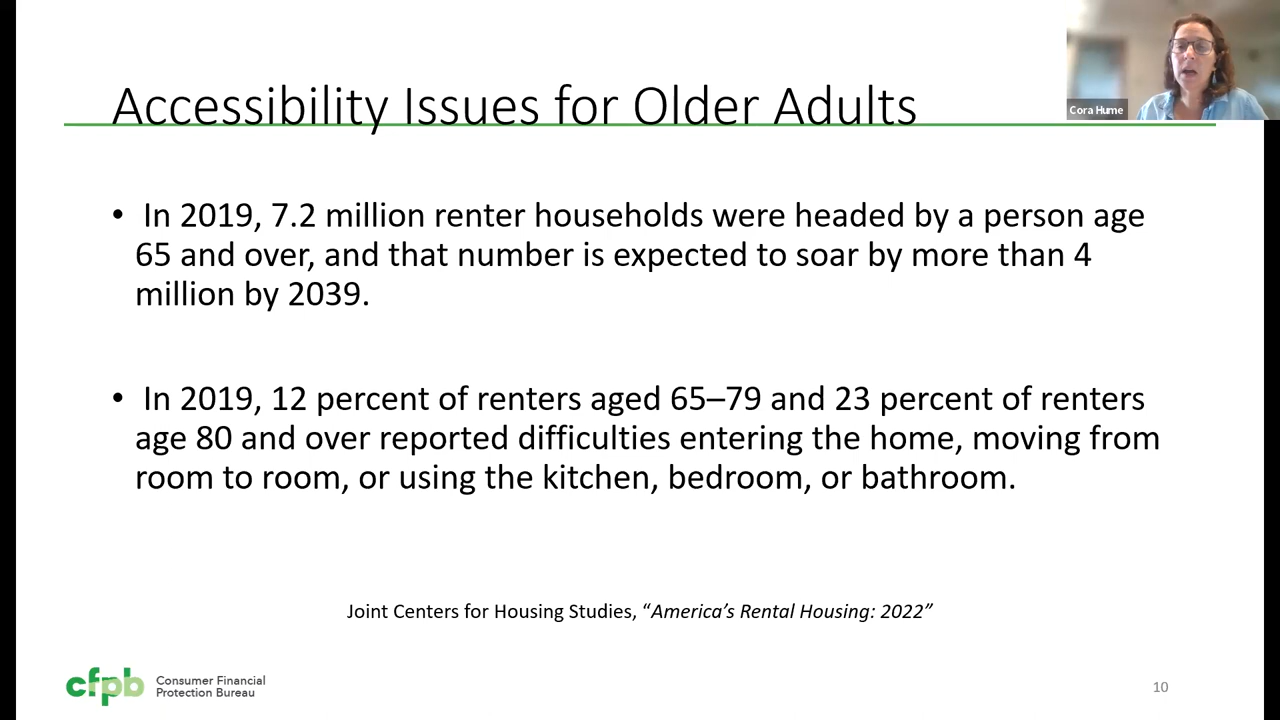 Accessibility Issues for Older Adults
Cora Hume
• In 2019, 7.2 million renter households were headed by a person age
65 and over, and that number is expected to soar by more than 4
million by 2039.
• In 2019, 12 percent of renters aged 65–79 and 23 percent of renters
age 80 and over reported difficulties entering the home, moving from
room to room, or using the kitchen, bedroom, or bathroom.
Joint Centers for Housing Studies, “America’s Rental Housing: 2022”
cfpb
Consumer Financial
Protection Bureau
10